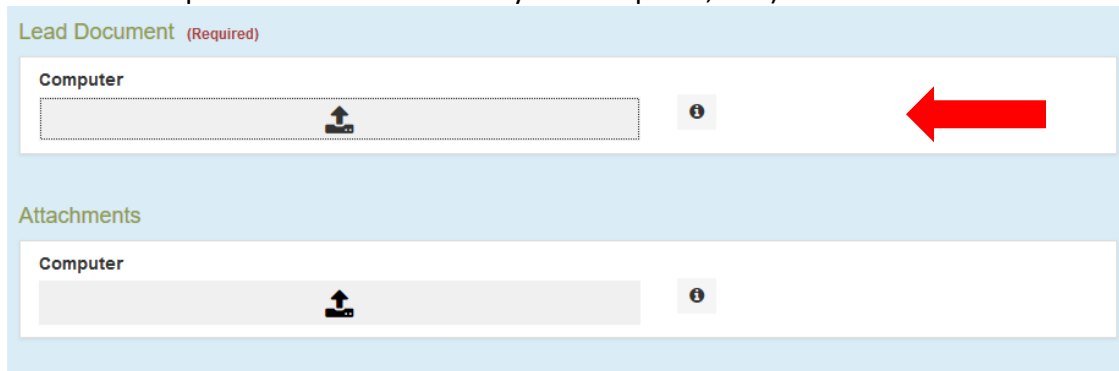 Lead Document (Required)
Computer
Attachments
Computer